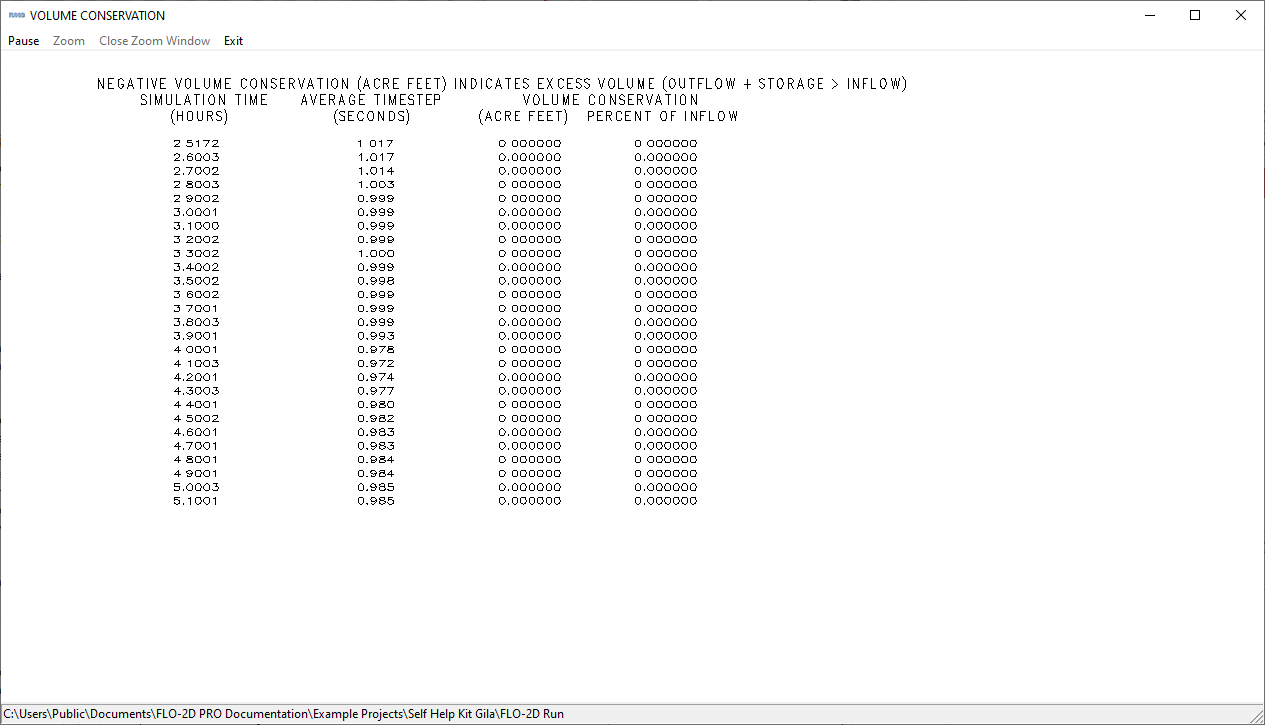 VOLUME CONSERVATION
Pause Zoom Close Zoom Window Exit
NEGATIVE VOLUME CONSERVATION (ACRE FEET) INDICATES EXCESS VOLUME (OUTFLOW + STORAGE > INFLOW)
SIMULATION TIME AVERAGE TIMESTEP VOLUME CONSERVATION
(HOURS) (SECONDS) (ACRE FEET) PERCENT OF INFLOW
2 5172 1 017 0 000000 0 000000
2.6003 1.017 0.000000 0.000000
2.7002 1.014 0.000000 0.000000
2 8003 1.003 0 000000 0 000000
2 9002 0.999 0 000000 0 000000
3.0001 0.999 0.000000 0.000000
3.1000 0.999 0.000000 0.000000
3 2002 0.999 0 000000 0 000000
3 3002 1.000 0 000000 0 000000
3.4002 0.999 0.000000 0.000000
3.5002 0.998 0.000000 0.000000
3 6002 0.999 0 000000 0 000000
3 7001 0.999 0 000000 0 000000
3.8003 0.999 0.000000 0.000000
3.9001 0.993 0.000000 0.000000
4 0001 0.978 0 000000 0 000000
4 1003 0.972 0 000000 0 000000
4.2001 0.974 0.000000 0.000000
4.3003 0.977 0.000000 0.000000
4 4001 0.980 0 000000 0 000000
4 5002 0.982 0 000000 0 000000
4.6001 0.983 0.000000 0.000000
4.7001 0.983 0.000000 0.000000
4 8001 0.984 0 000000 0 000000
4 9001 0.984 0 000000 0 000000
5.0003 0.985 0.000000 0.000000
5.1001 0.985 0.000000 0.000000
C:\Users\Public\Documents\FLO-2D PRO Documentation\Example Projects\Self Help Kit Gila\FLO-2D Run